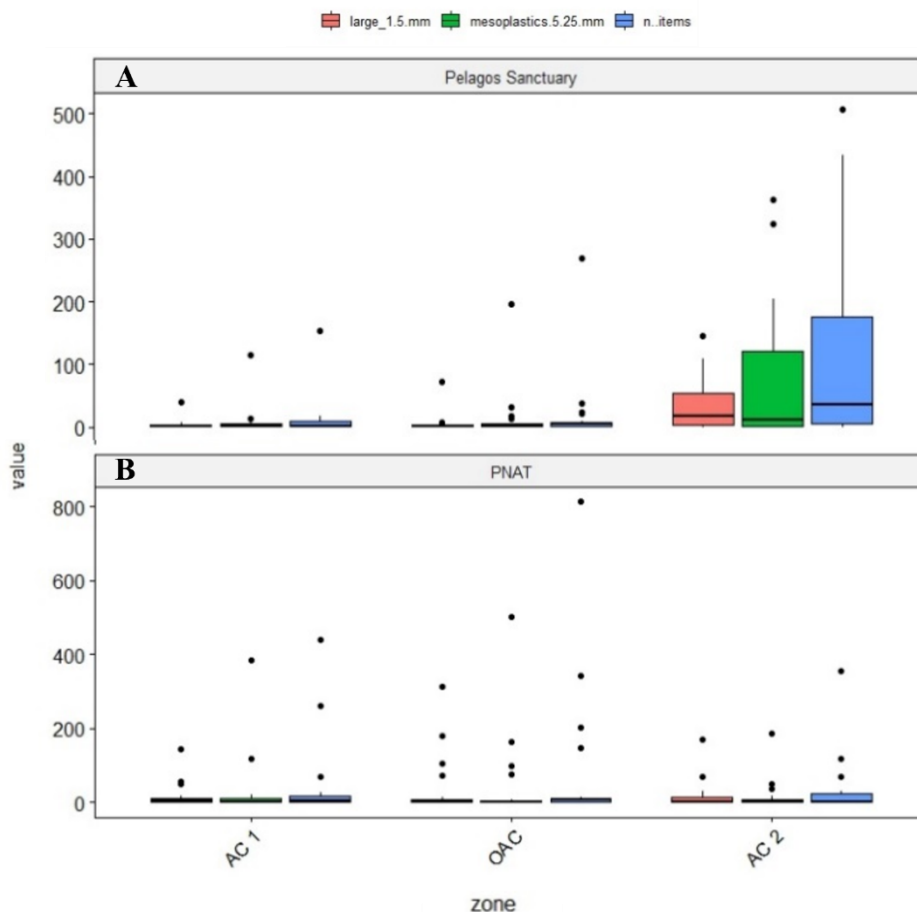 large_1.5.mm mesoplastics.5.25.mm n..items
A
Pelagos Sanctuary
500
400
300
200
100
0
value
B
PNAT
800
600
400
200
0
AC 1 OAC AC 2
zone